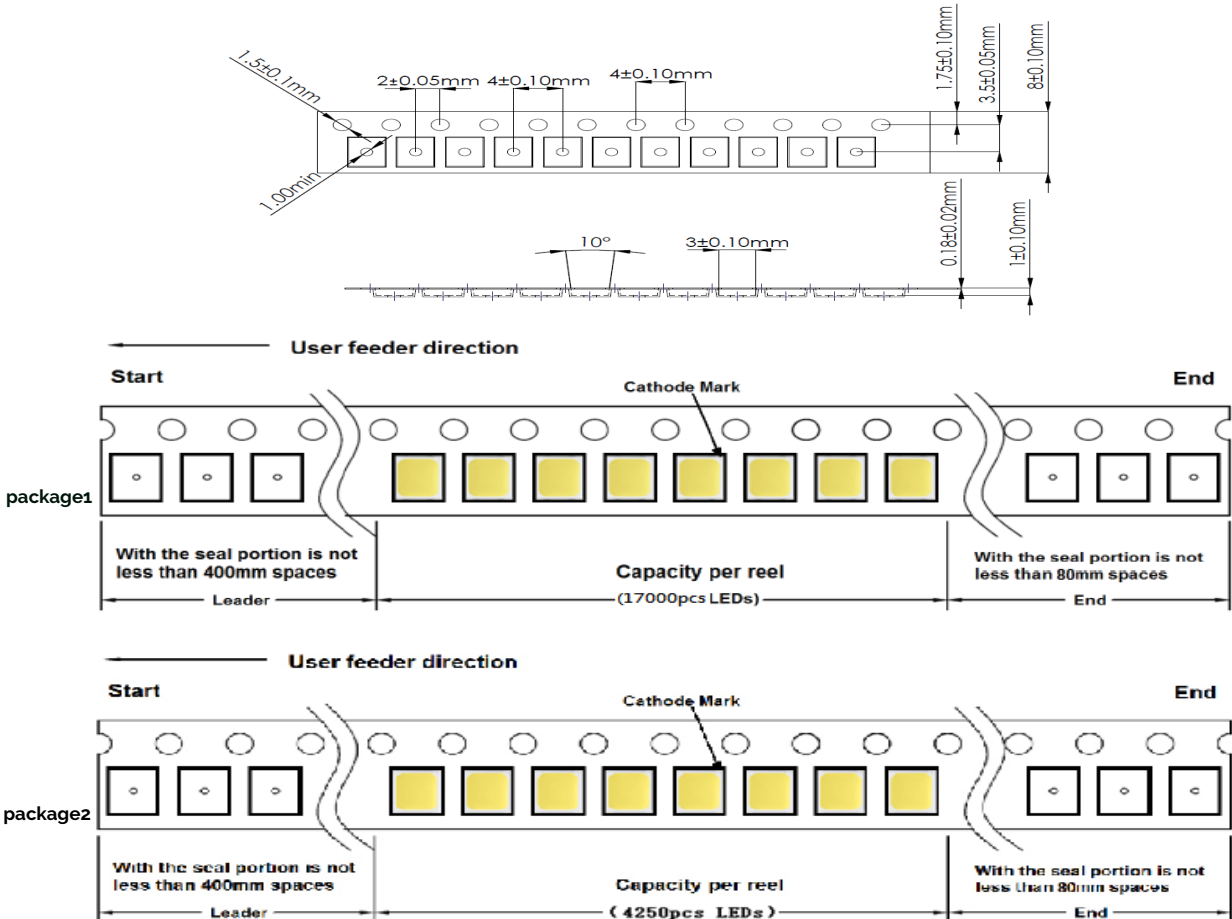 1.5±0.1mm
2±0.05mm
4±0.10mm
4±0.10mm
1.75±0.10mm
3.5±0.05mm
8±0.10mm
1.00min
10°
3±0.10mm
0.18±0.02mm
1±0.10mm
User feeder direction
Start
Cathode Mark
End
package1
With the seal portion is not
less than 400mm spaces
Leader
Capacity per reel
(17000pcs LEDs)
With the seal portion is not
less than 80mm spaces
End
User feeder direction
Start
Cathode Mark
End
package2
With the seal portion is not
less than 400mm spaces
Leader
Capacity per reel
(4250pcs LEDs)
With the seal portion is not
less than 80mm spaces
End